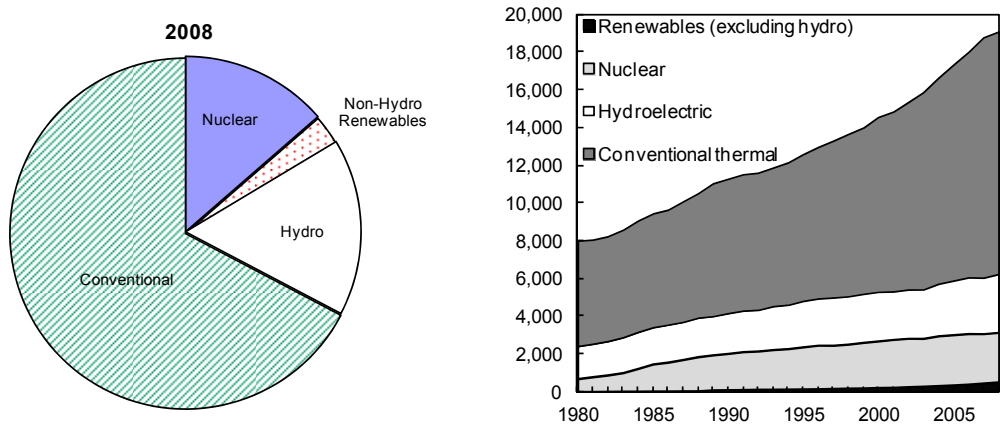 2008
Nuclear
Non-Hydro
Renewables
Hydro
Conventional
20,000
18,000
16,000
14,000
12,000
10,000
8,000
6,000
4,000
2,000
0
Renewables (excluding hydro)
Nuclear
Hydroelectric
Conventional thermal
1980
1985
1990
1995
2000
2005